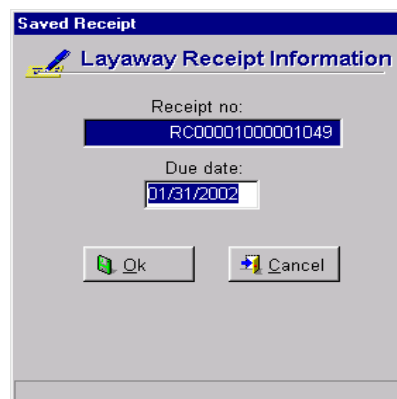 Saved Receipt
Layaway Receipt Information
Receipt no:
RC00001000001049
Due date:
01/31/2002
Ok Cancel